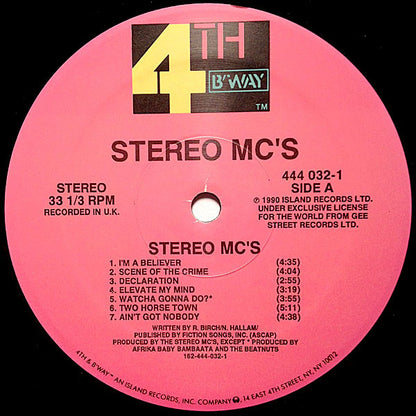 4TH
B'WAY
TM
STEREO MC'S
STEREO
33 1/3 RPM
RECORDED IN U.K.
444 032-1
SIDE A
℗ 1990 ISLAND RECORDS LTD.
UNDER EXCLUSIVE LICENSE
FOR THE WORLD FROM GEE
STREET RECORDS LTD.
STEREO MC'S
1. I'M A BELIEVER (4:35)
2. SCENE OF THE CRIME (4:04)
3. DECLARATION (2:55)
4. ELEVATE MY MIND (3:19)
5. WATCHA GONNA DO?* (3:55)
6. TWO HORSE TOWN (5:11)
7. AIN'T GOT NOBODY (4:38)
WRITTEN BY R. BIRCH/N. HALLAM/
PUBLISHED BY FICTION SONGS, INC. (ASCAP)
PRODUCED BY THE STEREO MC'S, EXCEPT * PRODUCED BY
AFRIKA BABY BAMBAATA AND THE BEATNUTS
162-444-032-1
4TH & B'WAY™ AN ISLAND RECORDS, INC. COMPANY, 14 EAST 4TH STREET, NY, NY 10012